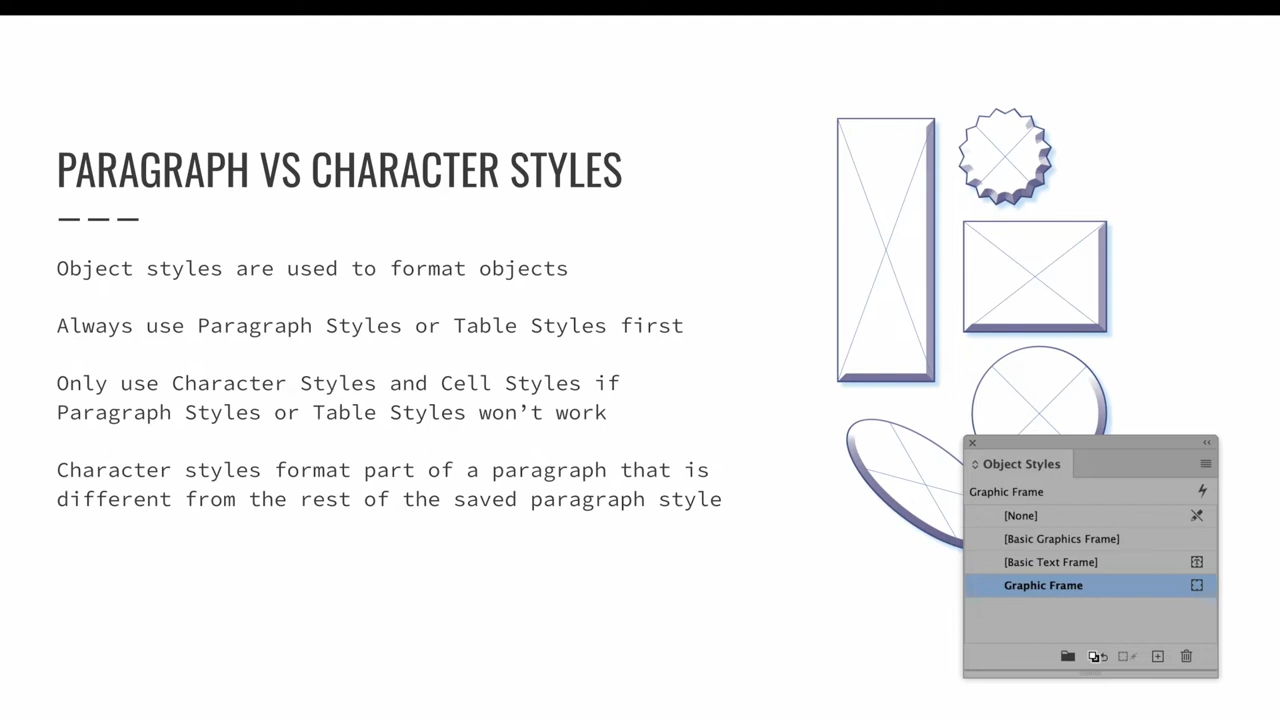 PARAGRAPH VS CHARACTER STYLES
Object styles are used to format objects
Always use Paragraph Styles or Table Styles first
Only use Character Styles and Cell Styles if
Paragraph Styles or Table Styles won’t work
Character styles format part of a paragraph that is
different from the rest of the saved paragraph style
Object Styles
Graphic Frame
[None]
[Basic Graphics Frame]
[Basic Text Frame]
Graphic Frame